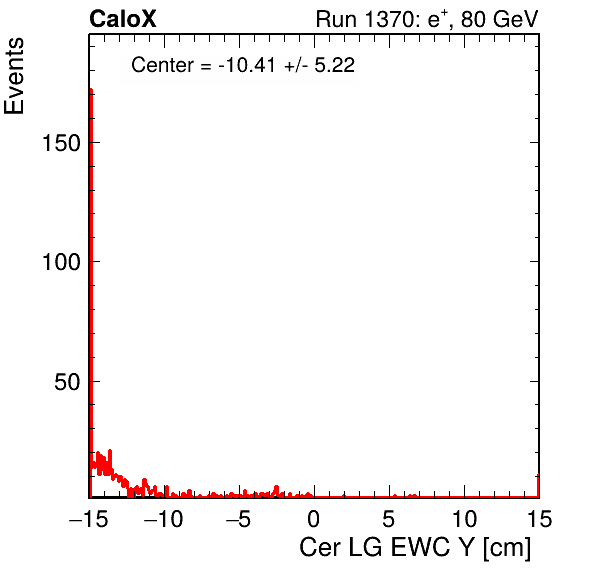 CaloX Run 1370: e⁺, 80 GeV
Center = -10.41 +/- 5.22
Events
150
100
50
−15 −10 −5 0 5 10 15
Cer LG EWC Y [cm]